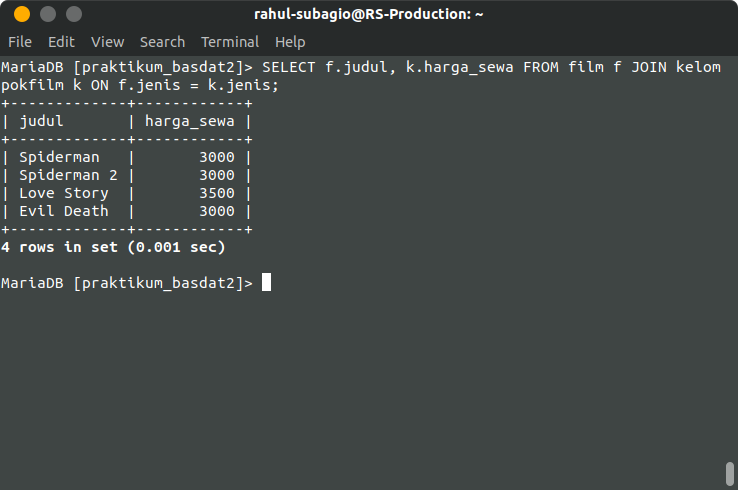 rahul-subagio@RS-Production: ~
File Edit View Search Terminal Help
MariaDB [praktikum_basdat2]> SELECT f.judul, k.harga_sewa FROM film f JOIN kelom
pokfilm k ON f.jenis = k.jenis;
+-------------+------------+
| judul       | harga_sewa |
+-------------+------------+
| Spiderman   |       3000 |
| Spiderman 2 |       3000 |
| Love Story  |       3500 |
| Evil Death  |       3000 |
+-------------+------------+
4 rows in set (0.001 sec)
MariaDB [praktikum_basdat2]>